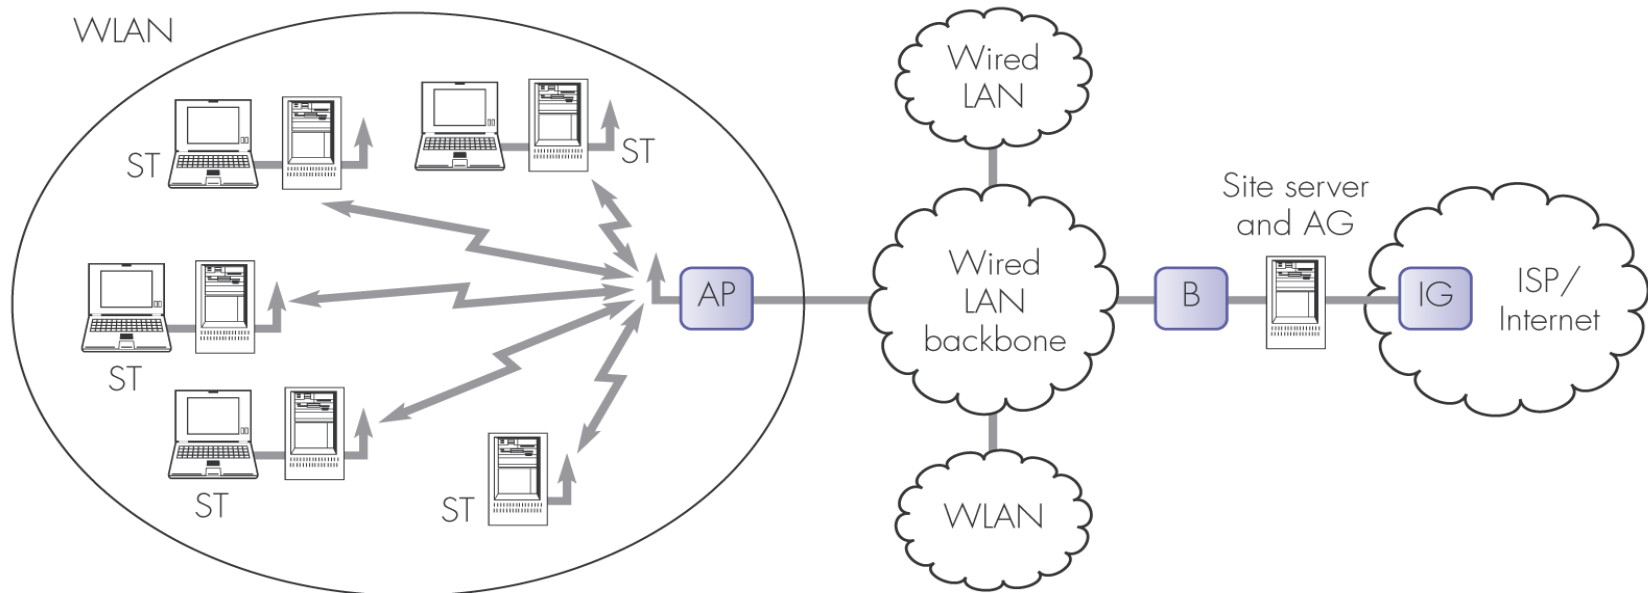 WLAN
ST
ST
ST
ST
ST
AP
Wired
LAN
Wired
LAN
backbone
WLAN
B
Site server
and AG
IG
ISP/
Internet